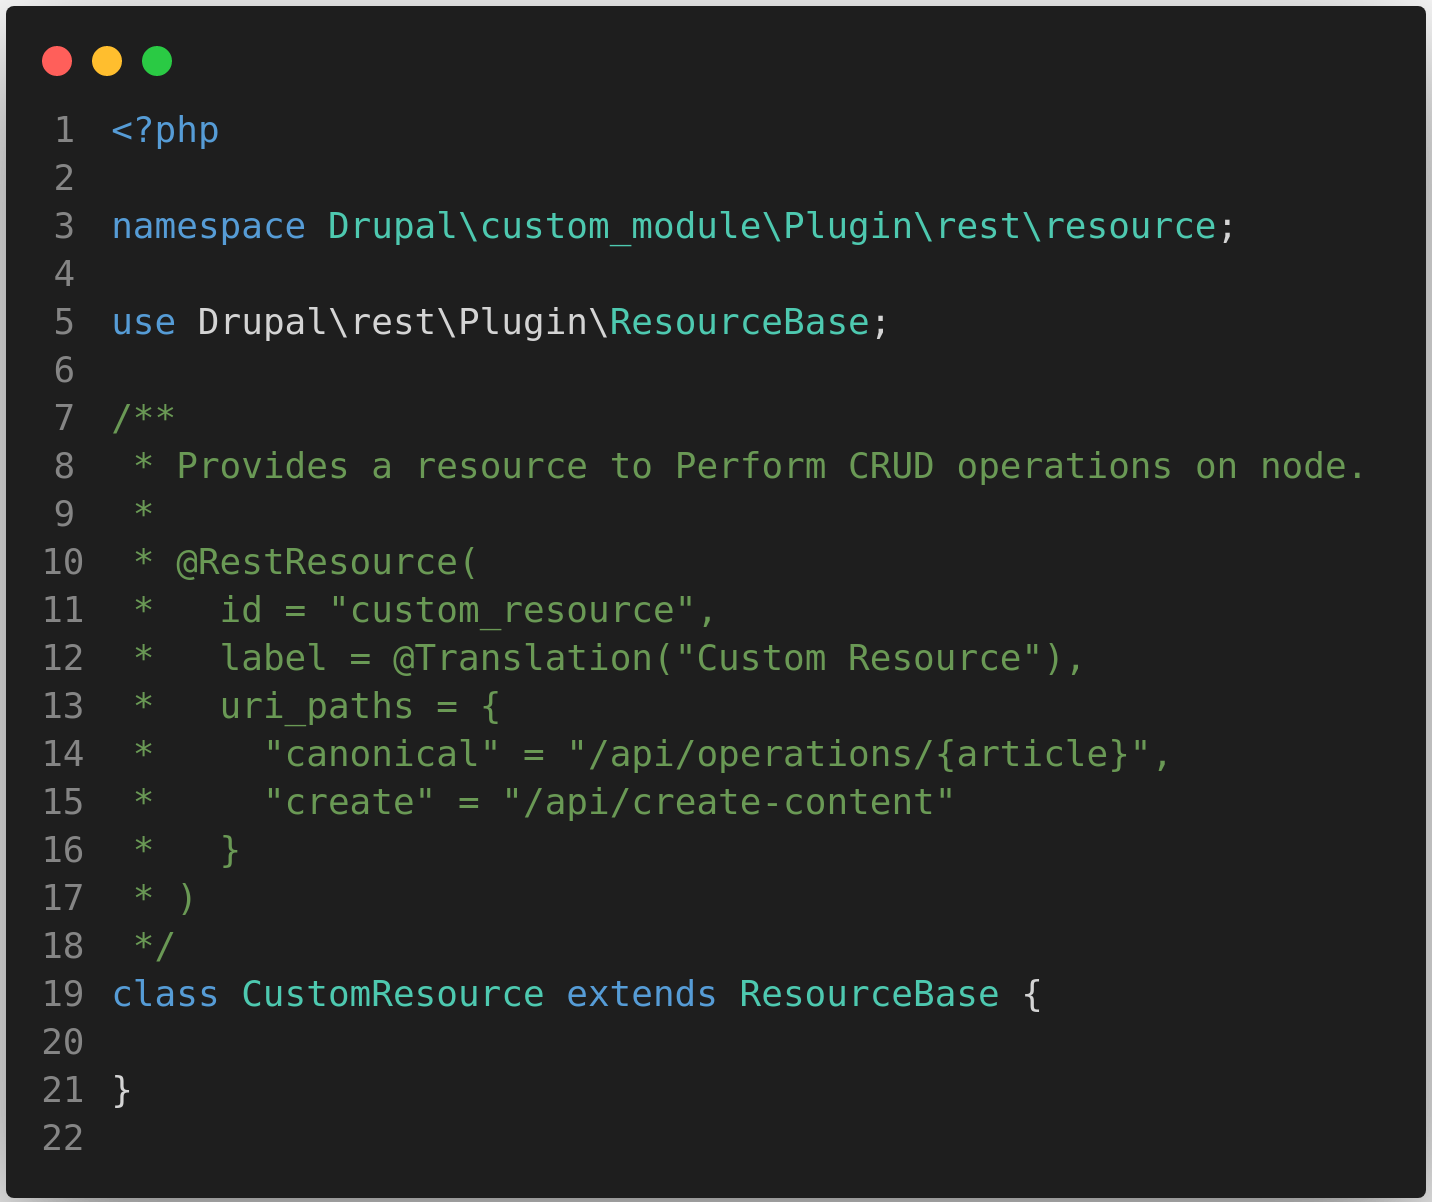 1 <?php
2
3 namespace Drupal\custom_module\Plugin\rest\resource;
4
5 use Drupal\rest\Plugin\ResourceBase;
6
7 /**
8  * Provides a resource to Perform CRUD operations on node.
9  *
10  * @RestResource(
11  *   id = "custom_resource",
12  *   label = @Translation("Custom Resource"),
13  *   uri_paths = {
14  *     "canonical" = "/api/operations/{article}",
15  *     "create" = "/api/create-content"
16  *   }
17  * )
18  */
19 class CustomResource extends ResourceBase {
20
21 }
22